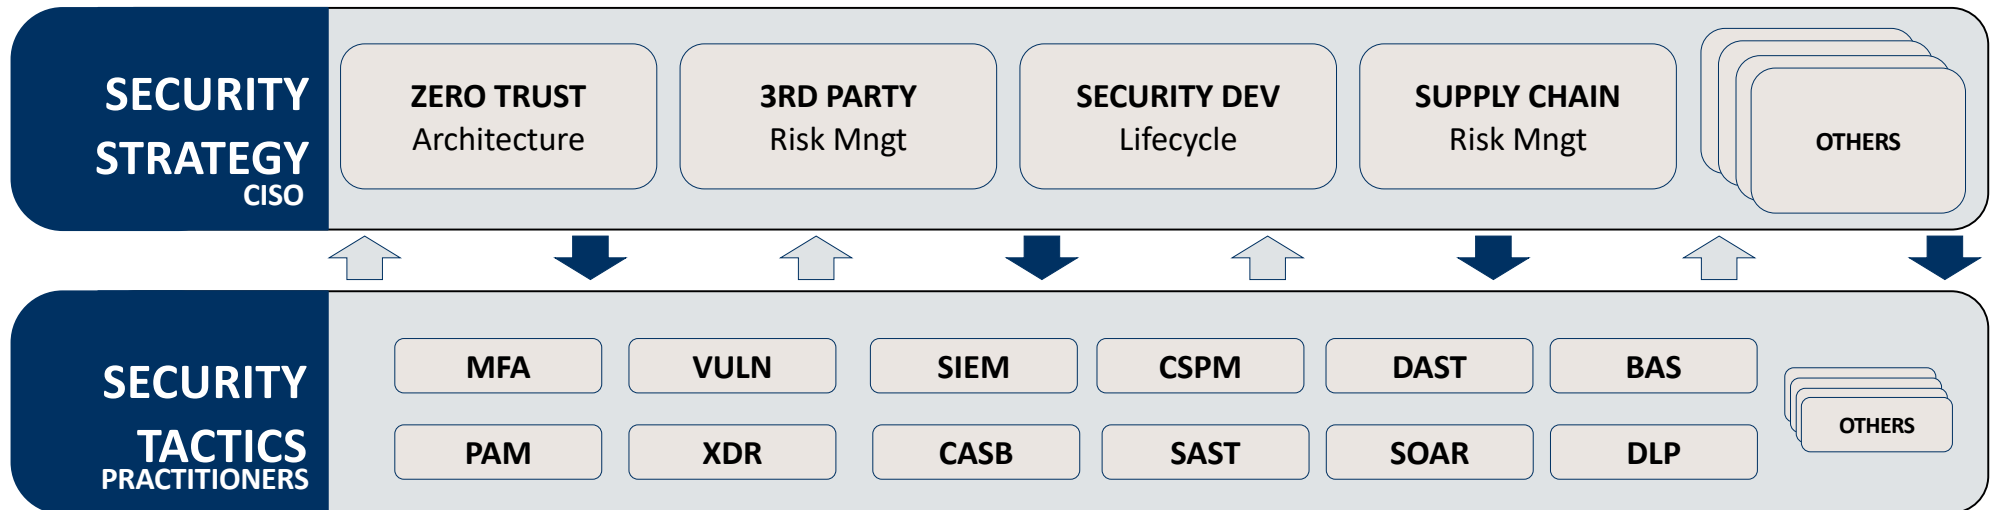 SECURITY
STRATEGY
CISO
ZERO TRUST
Architecture
3RD PARTY
Risk Mngt
SECURITY DEV
Lifecycle
SUPPLY CHAIN
Risk Mngt
OTHERS
SECURITY
TACTICS
PRACTITIONERS
MFA
VULN
SIEM
CSPM
DAST
BAS
PAM
XDR
CASB
SAST
SOAR
DLP
OTHERS